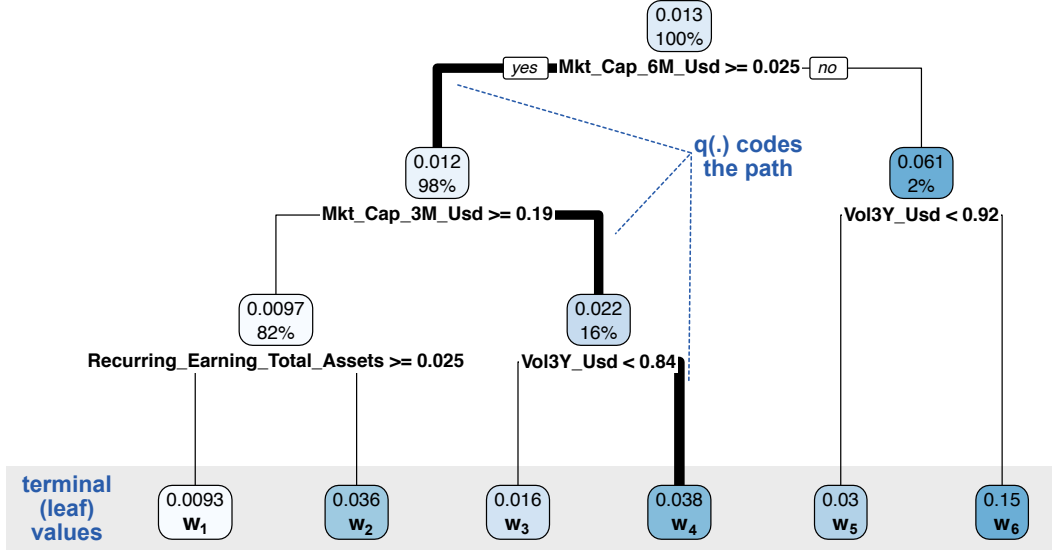 0.013
100%
yes Mkt_Cap_6M_Usd >= 0.025 no
q(.) codes
the path
0.012
98%
0.061
2%
Mkt_Cap_3M_Usd >= 0.19
Vol3Y_Usd < 0.92
0.0097
82%
0.022
16%
Recurring_Earning_Total_Assets >= 0.025
Vol3Y_Usd < 0.84
terminal
(leaf)
values
0.0093
w1
0.036
w2
0.016
w3
0.038
w4
0.03
w5
0.15
w6